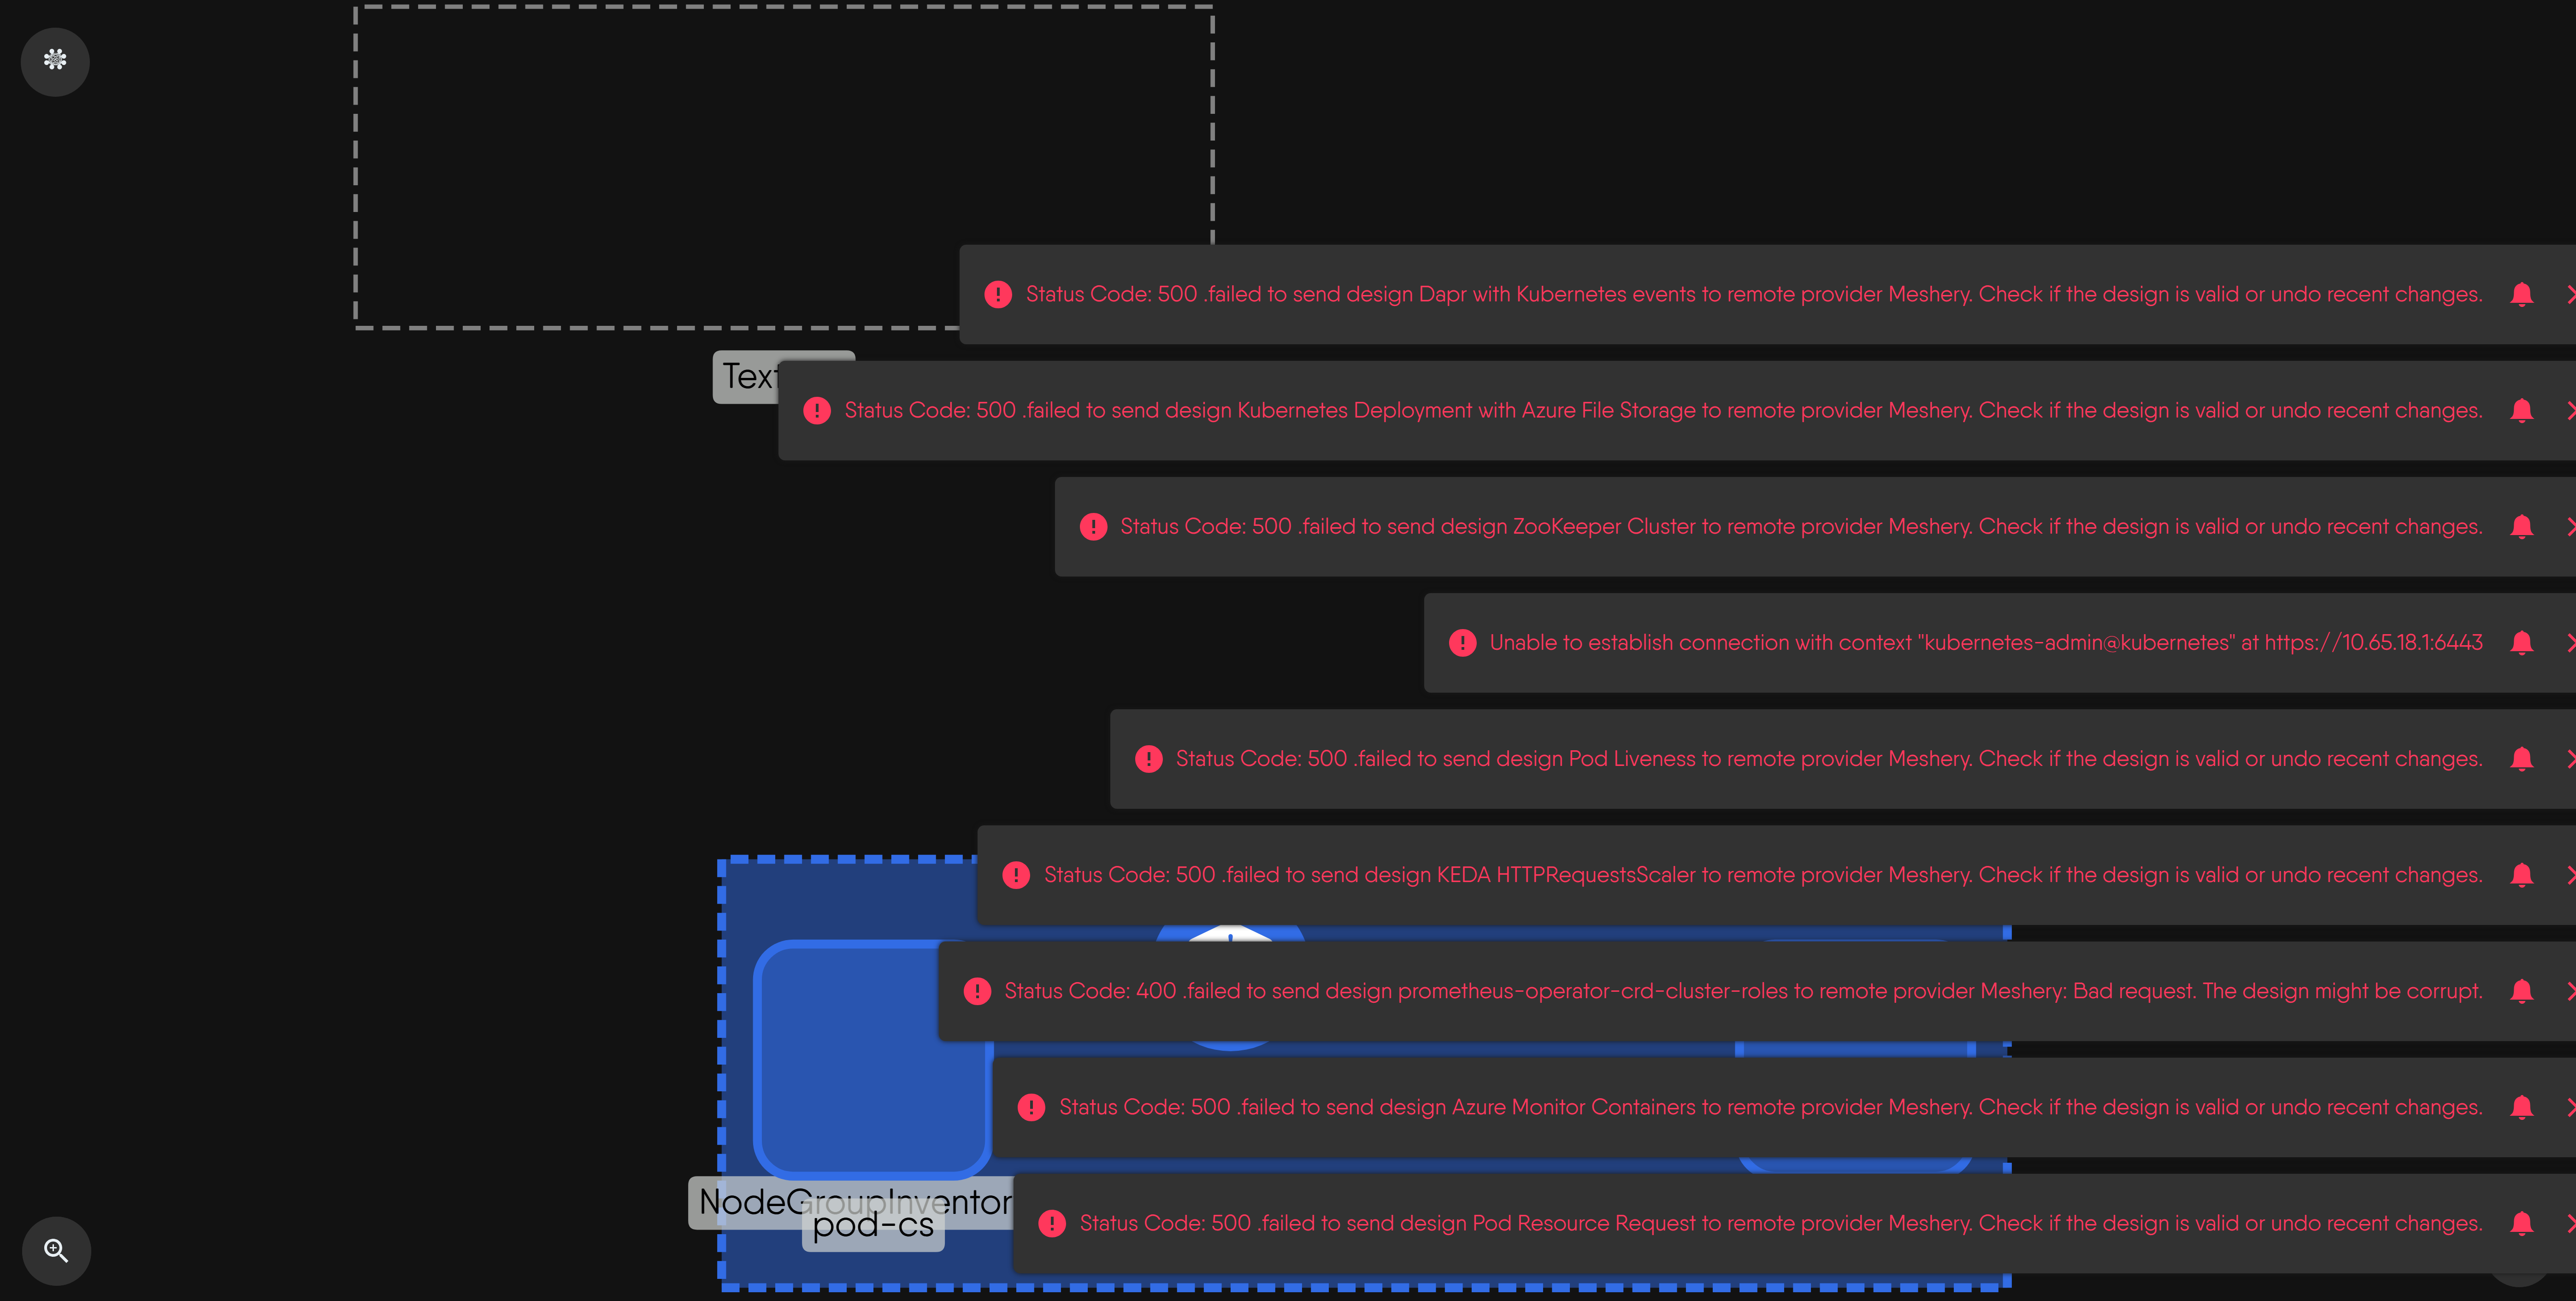 Status Code: 500 .failed to send design Dapr with Kubernetes events to remote provider Meshery. Check if the design is valid or undo recent changes.
Text
Status Code: 500 .failed to send design Kubernetes Deployment with Azure File Storage to remote provider Meshery. Check if the design is valid or undo recent changes.
Status Code: 500 .failed to send design ZooKeeper Cluster to remote provider Meshery. Check if the design is valid or undo recent changes.
Unable to establish connection with context "kubernetes-admin@kubernetes" at https://10.65.18.1:6443
Status Code: 500 .failed to send design Pod Liveness to remote provider Meshery. Check if the design is valid or undo recent changes.
Status Code: 500 .failed to send design KEDA HTTPRequestsScaler to remote provider Meshery. Check if the design is valid or undo recent changes.
Status Code: 400 .failed to send design prometheus-operator-crd-cluster-roles to remote provider Meshery: Bad request. The design might be corrupt.
Status Code: 500 .failed to send design Azure Monitor Containers to remote provider Meshery. Check if the design is valid or undo recent changes.
NodeGroupInventor
pod-cs
Status Code: 500 .failed to send design Pod Resource Request to remote provider Meshery. Check if the design is valid or undo recent changes.